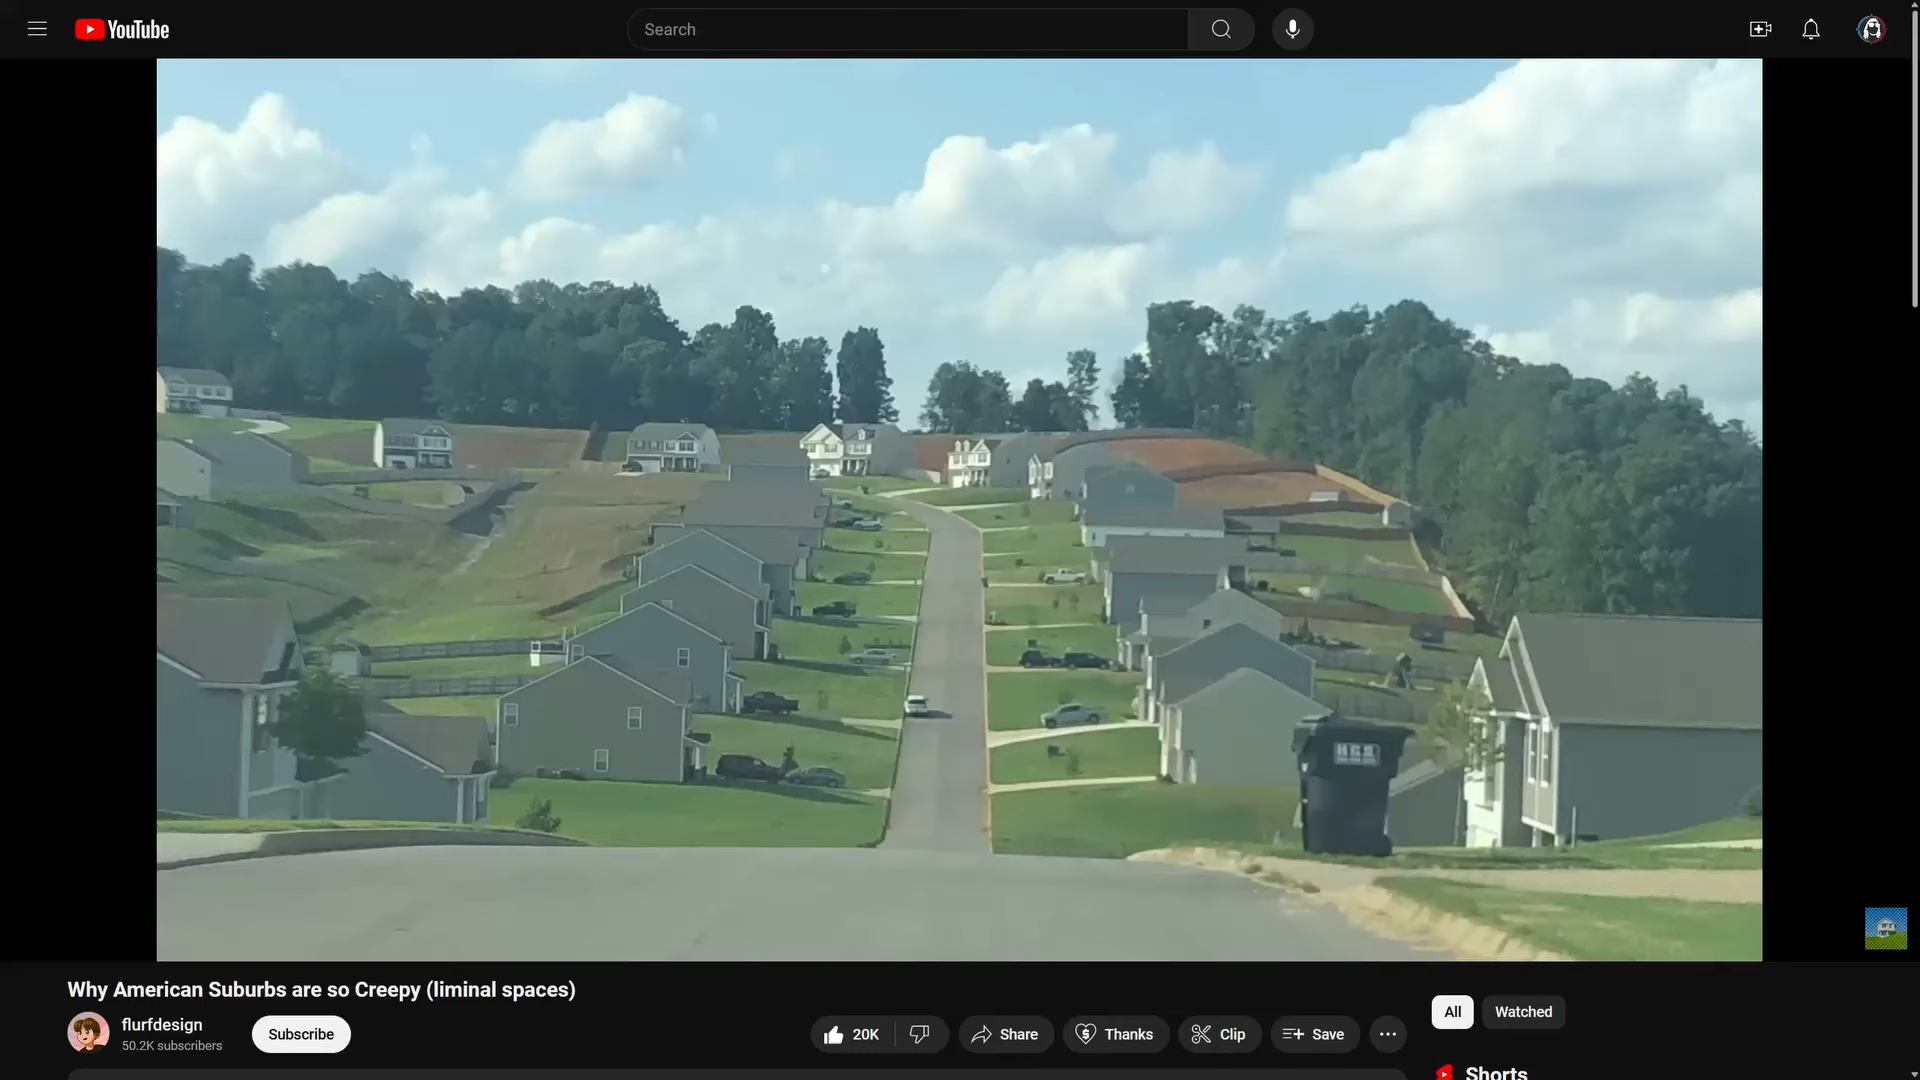 YouTube
Search
HGS
Why American Suburbs are so Creepy (liminal spaces)
flurfdesign
50.2K subscribers
Subscribe
20K
Share
Thanks
Clip
Save
All
Watched
Shorts